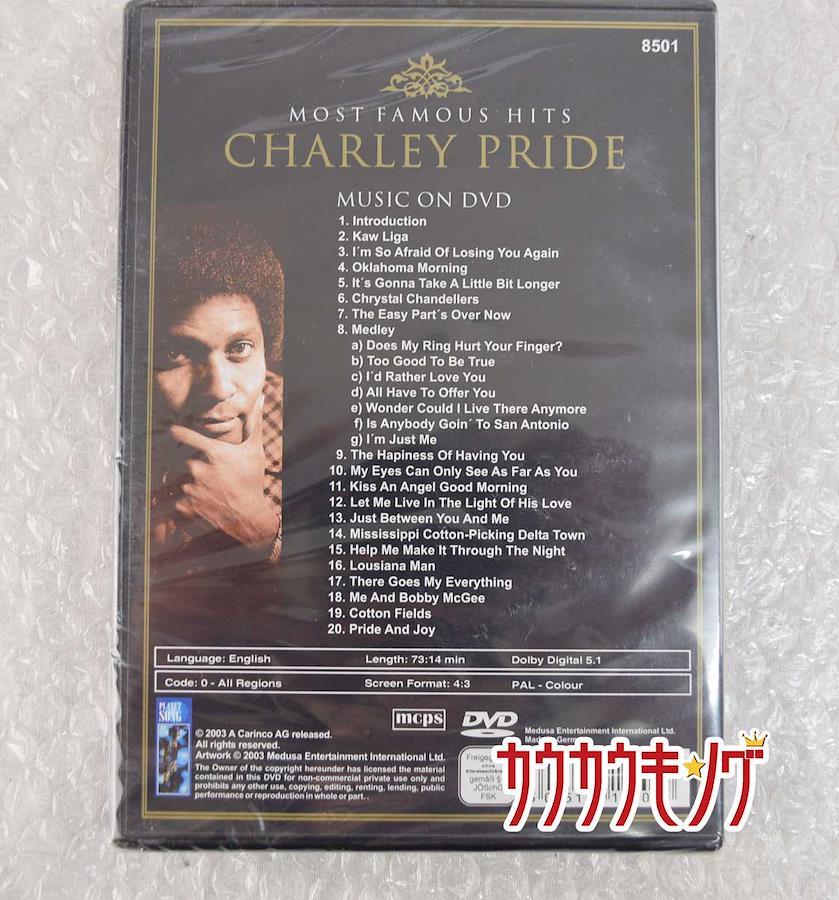 8501
MOST FAMOUS HITS
CHARLEY PRIDE
MUSIC ON DVD
1. Introduction
2. Kaw Liga
3. I´m So Afraid Of Losing You Again
4. Oklahoma Morning
5. It´s Gonna Take A Little Bit Longer
6. Chrystal Chandellers
7. The Easy Part´s Over Now
8. Medley
a) Does My Ring Hurt Your Finger?
b) Too Good To Be True
c) I´d Rather Love You
d) All Have To Offer You
e) Wonder Could I Live There Anymore
f) Is Anybody Goin´ To San Antonio
g) I´m Just Me
9. The Hapiness Of Having You
10. My Eyes Can Only See As Far As You
11. Kiss An Angel Good Morning
12. Let Me Live In The Light Of His Love
13. Just Between You And Me
14. Mississippi Cotton-Picking Delta Town
15. Help Me Make It Through The Night
16. Lousiana Man
17. There Goes My Everything
18. Me And Bobby McGee
19. Cotton Fields
20. Pride And Joy
Language: English Length: 73:14 min Dolby Digital 5.1
Code: 0 - All Regions Screen Format: 4:3 PAL - Colour
PLANET
SONG
mcps
DVD
© 2003 A Carinco AG released.
All rights reserved.
Artwork © 2003 Medusa Entertainment International Ltd.
The Owner of the copyright hereunder has licensed the material
contained in this DVD for non-commercial private use only and
prohibits any other use, copying, editing, renting, lending, public
performance or reproduction in whole or part..
Medusa Entertainment International Ltd.
ohne
gemäß §
JÖSchG
FSK
カウカウキング